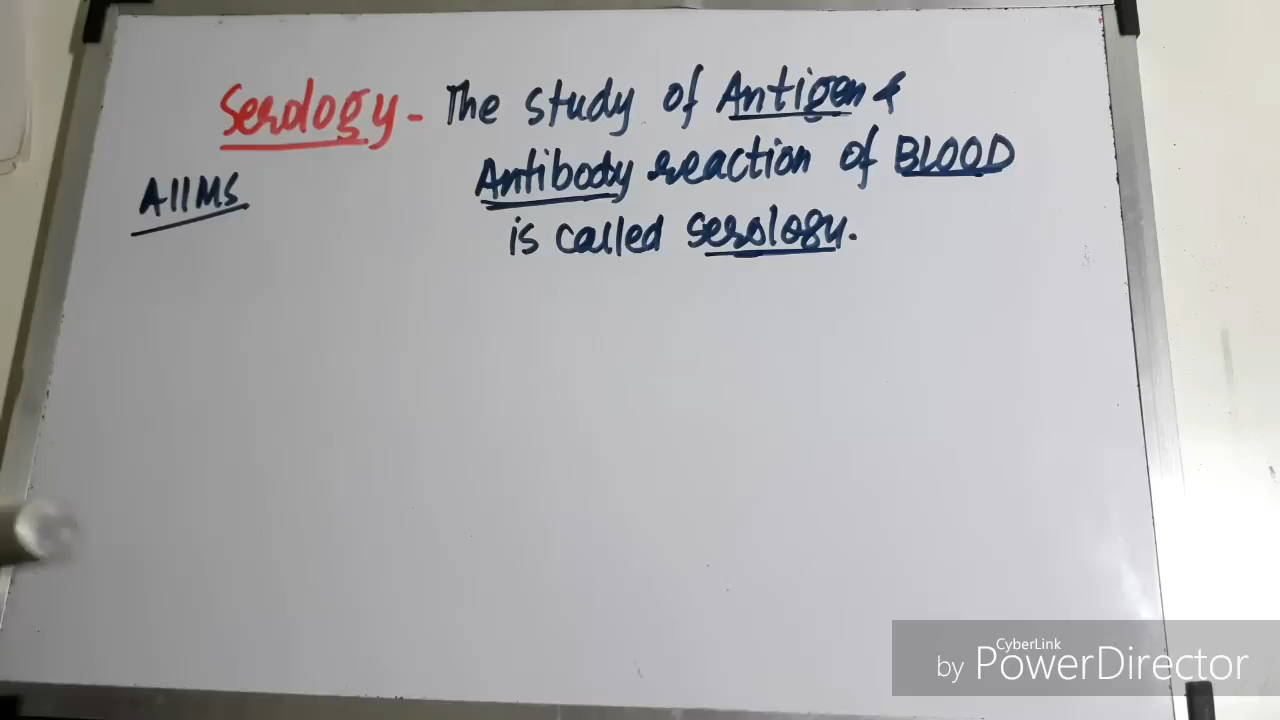 Serology - The study of Antigen &
Antibody reaction of BLOOD
is called serology.
AIIMS
CyberLink
by PowerDirector